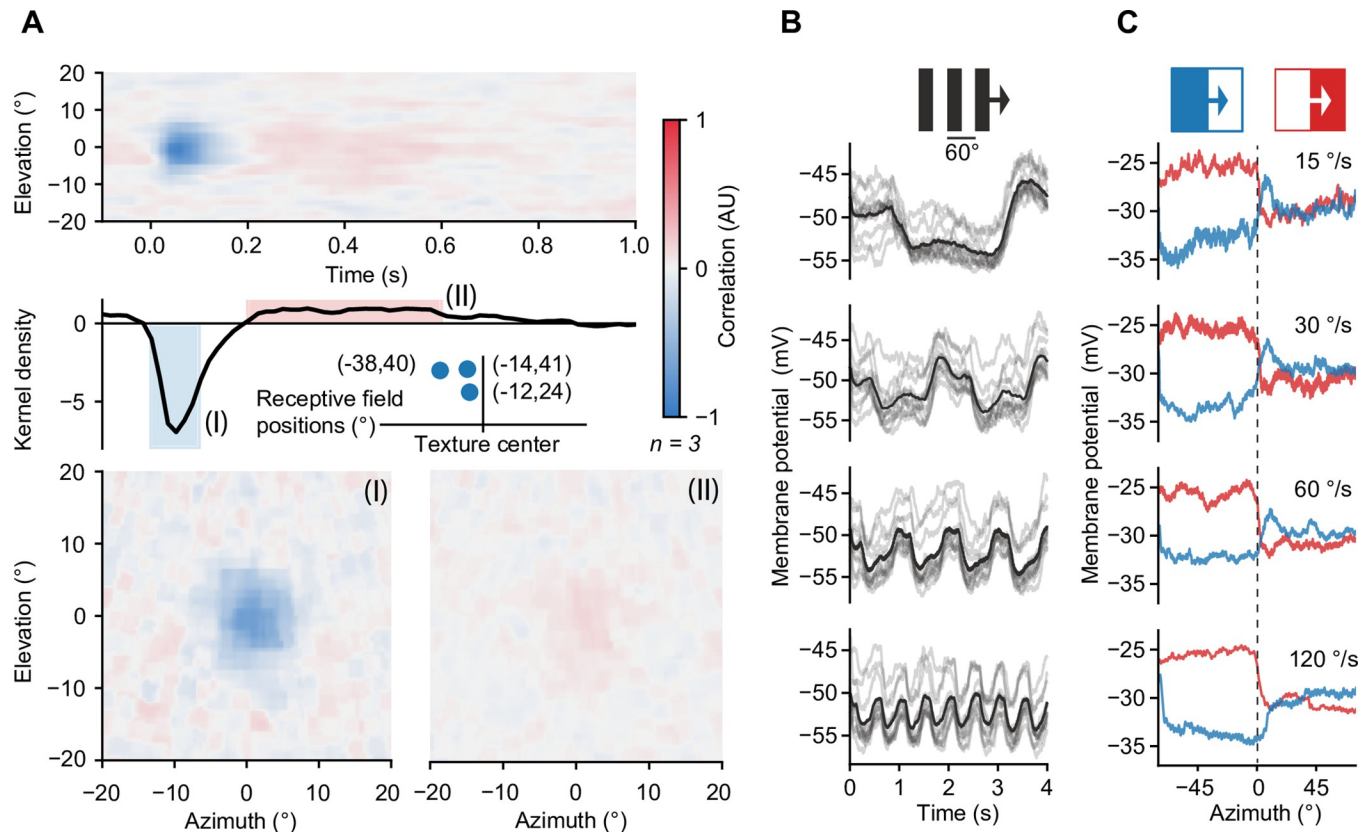 A
20
10
0
−10
−20
Elevation (°)
0.0 0.2 0.4 0.6 0.8 1.0
Time (s)
1
0
−1
Correlation (AU)
0
−5
Kernel density
(II)
(I)
(-38,40) (-14,41)
(-12,24)
Receptive field
positions (°)
Texture center
n = 3
20
10
0
−10
−20
Elevation (°)
(I)
−20 −10 0 10 20
Azimuth (°)
(II)
−20 −10 0 10 20
Azimuth (°)
B
60°
Membrane potential (mV)
−45
−50
−55
−45
−50
−55
−45
−50
−55
−45
−50
−55
0 1 2 3 4
Time (s)
C
Membrane potential (mV)
−25 15 °/s
−30
−35
−25 30 °/s
−30
−35
−25 60 °/s
−30
−35
−25 120 °/s
−30
−35
−45 0 45
Azimuth (°)